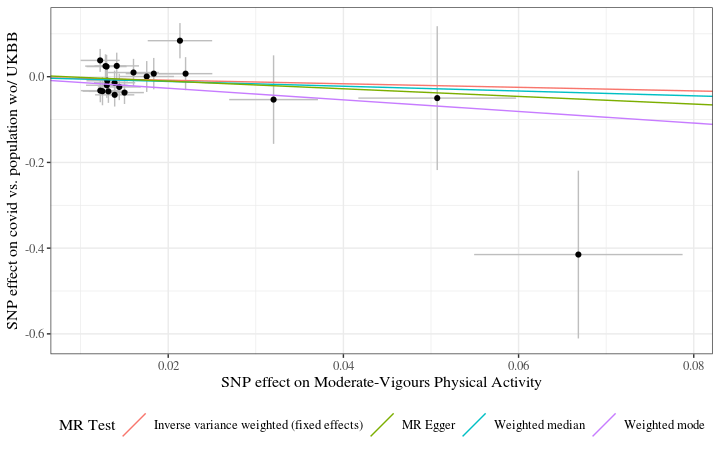 SNP effect on covid vs. population wo/ UKBB
0.0
-0.2
-0.4
-0.6
0.02
0.04
0.06
0.08
SNP effect on Moderate-Vigours Physical Activity
MR Test
Inverse variance weighted (fixed effects)
MR Egger
Weighted median
Weighted mode